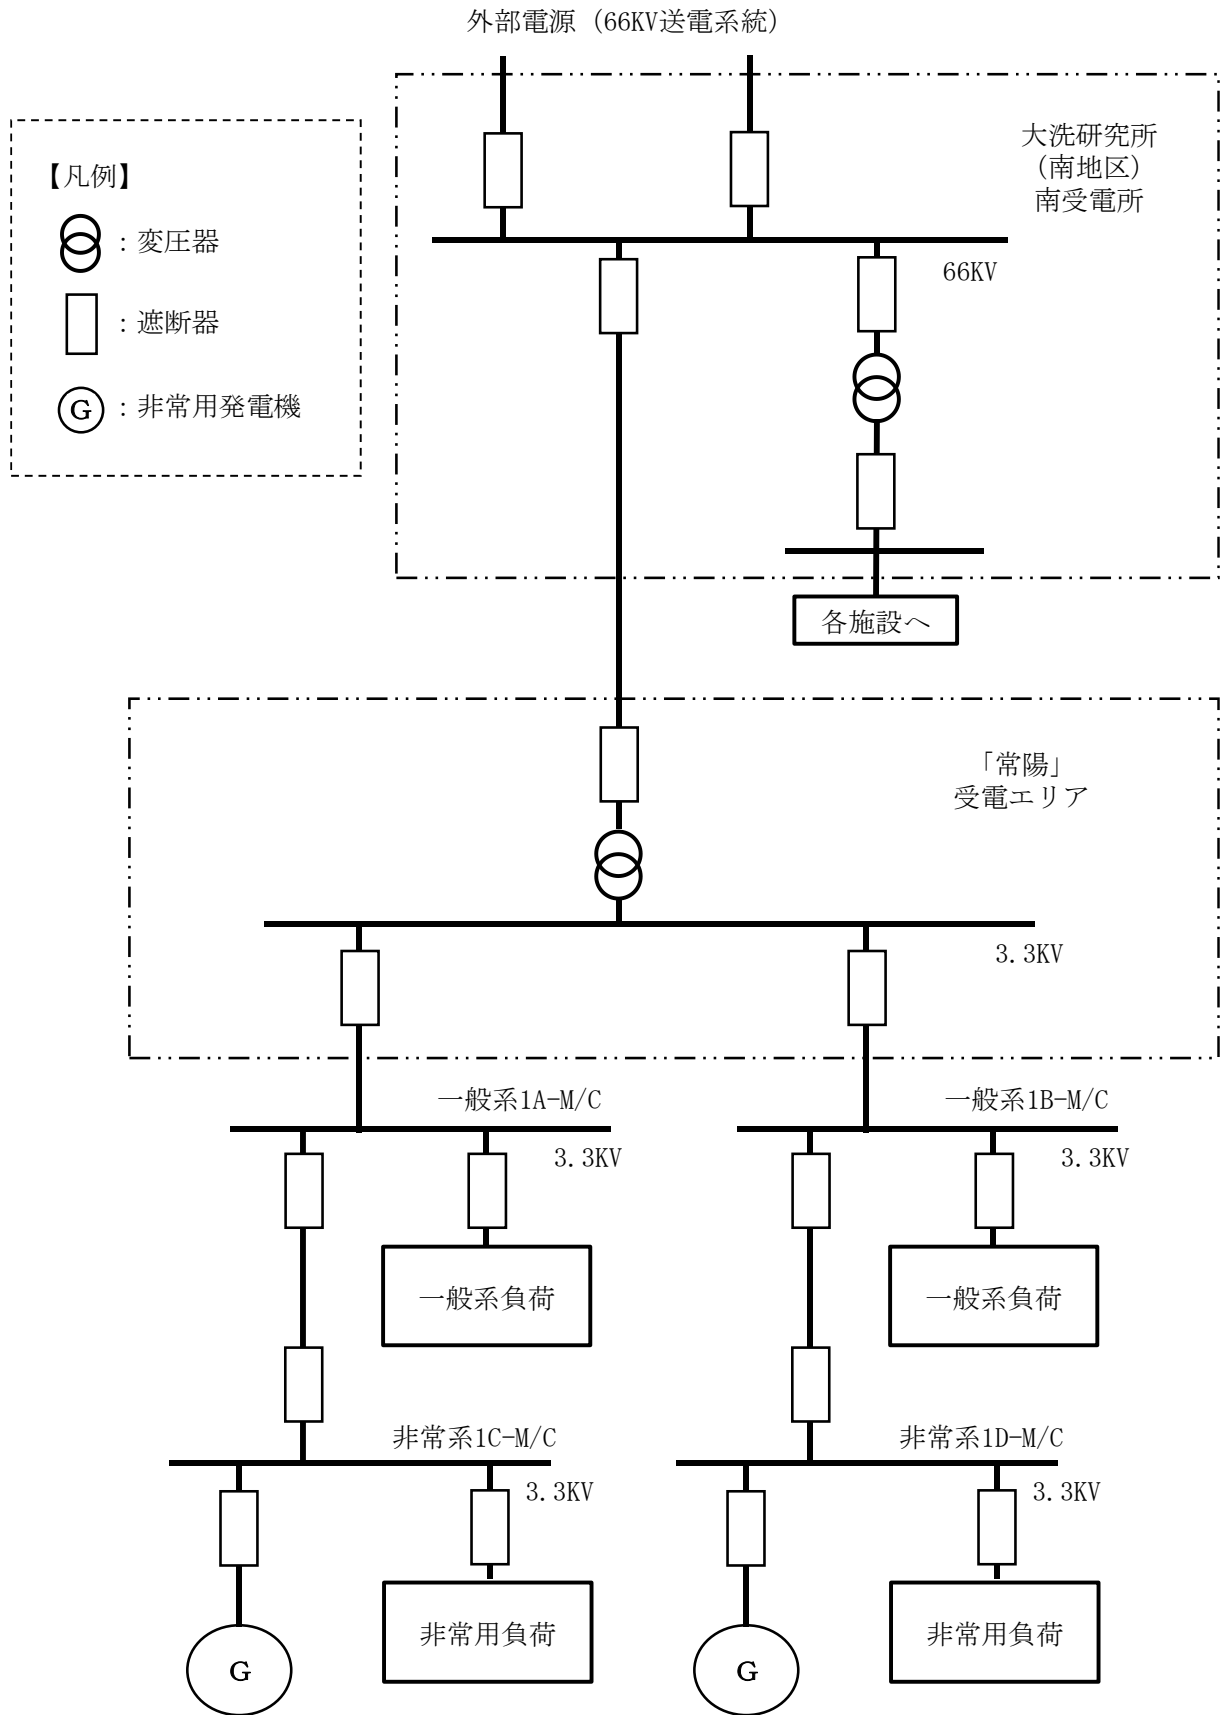 外部電源（66KV送電系統）
大洗研究所
（南地区）
南受電所
【凡例】
：変圧器
：遮断器
G ：非常用発電機
66KV
各施設へ
「常陽」
受電エリア
3.3KV
一般系1A-M/C
一般系1B-M/C
3.3KV
3.3KV
一般系負荷
一般系負荷
非常系1C-M/C
非常系1D-M/C
3.3KV
3.3KV
非常用負荷
非常用負荷
G
G